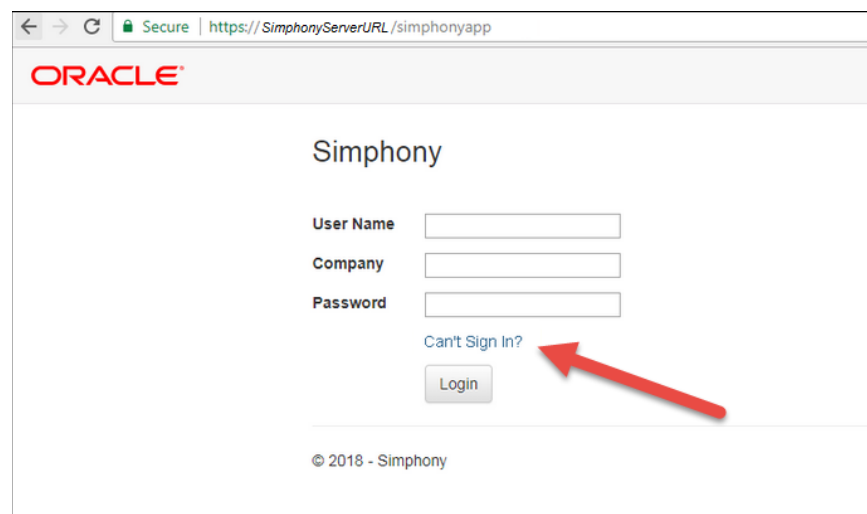 Secure | https://SimphonyServerURL/simphonyapp
ORACLE®
Simphony
User Name
Company
Password
Can't Sign In?
Login
© 2018 - Simphony